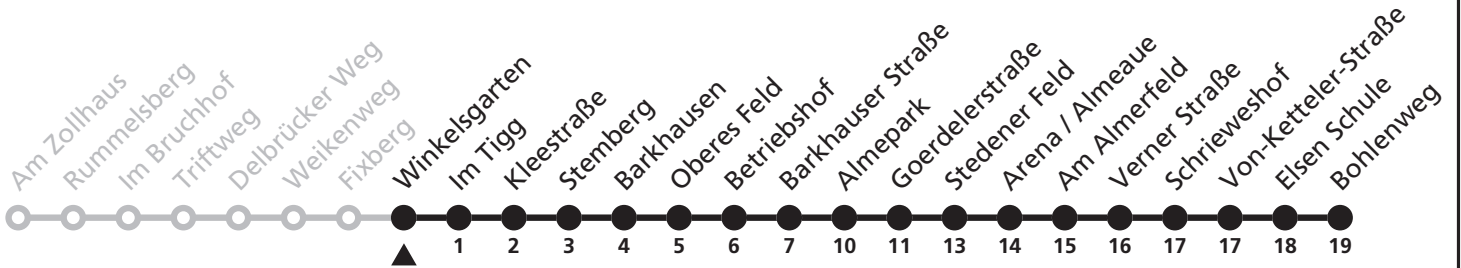 Am Zollhaus
Rummelsberg
Im Bruchhof
Triftweg
Delbrücker Weg
Weikenweg
Fixberg
Winkelsgarten
Im Tigg
Kleestraße
Stemberg
Barkhausen
Oberes Feld
Betriebshof
Barkhauser Straße
Almepark
Goerdelerstraße
Stedener Feld
Arena / Almeaue
Am Almerfeld
Verner Straße
Schrieweshof
Von-Ketteler-Straße
Elsen Schule
Bohlenweg
1 2 3 4 5 6 7 10 11 13 14 15 16 17 17 18 19